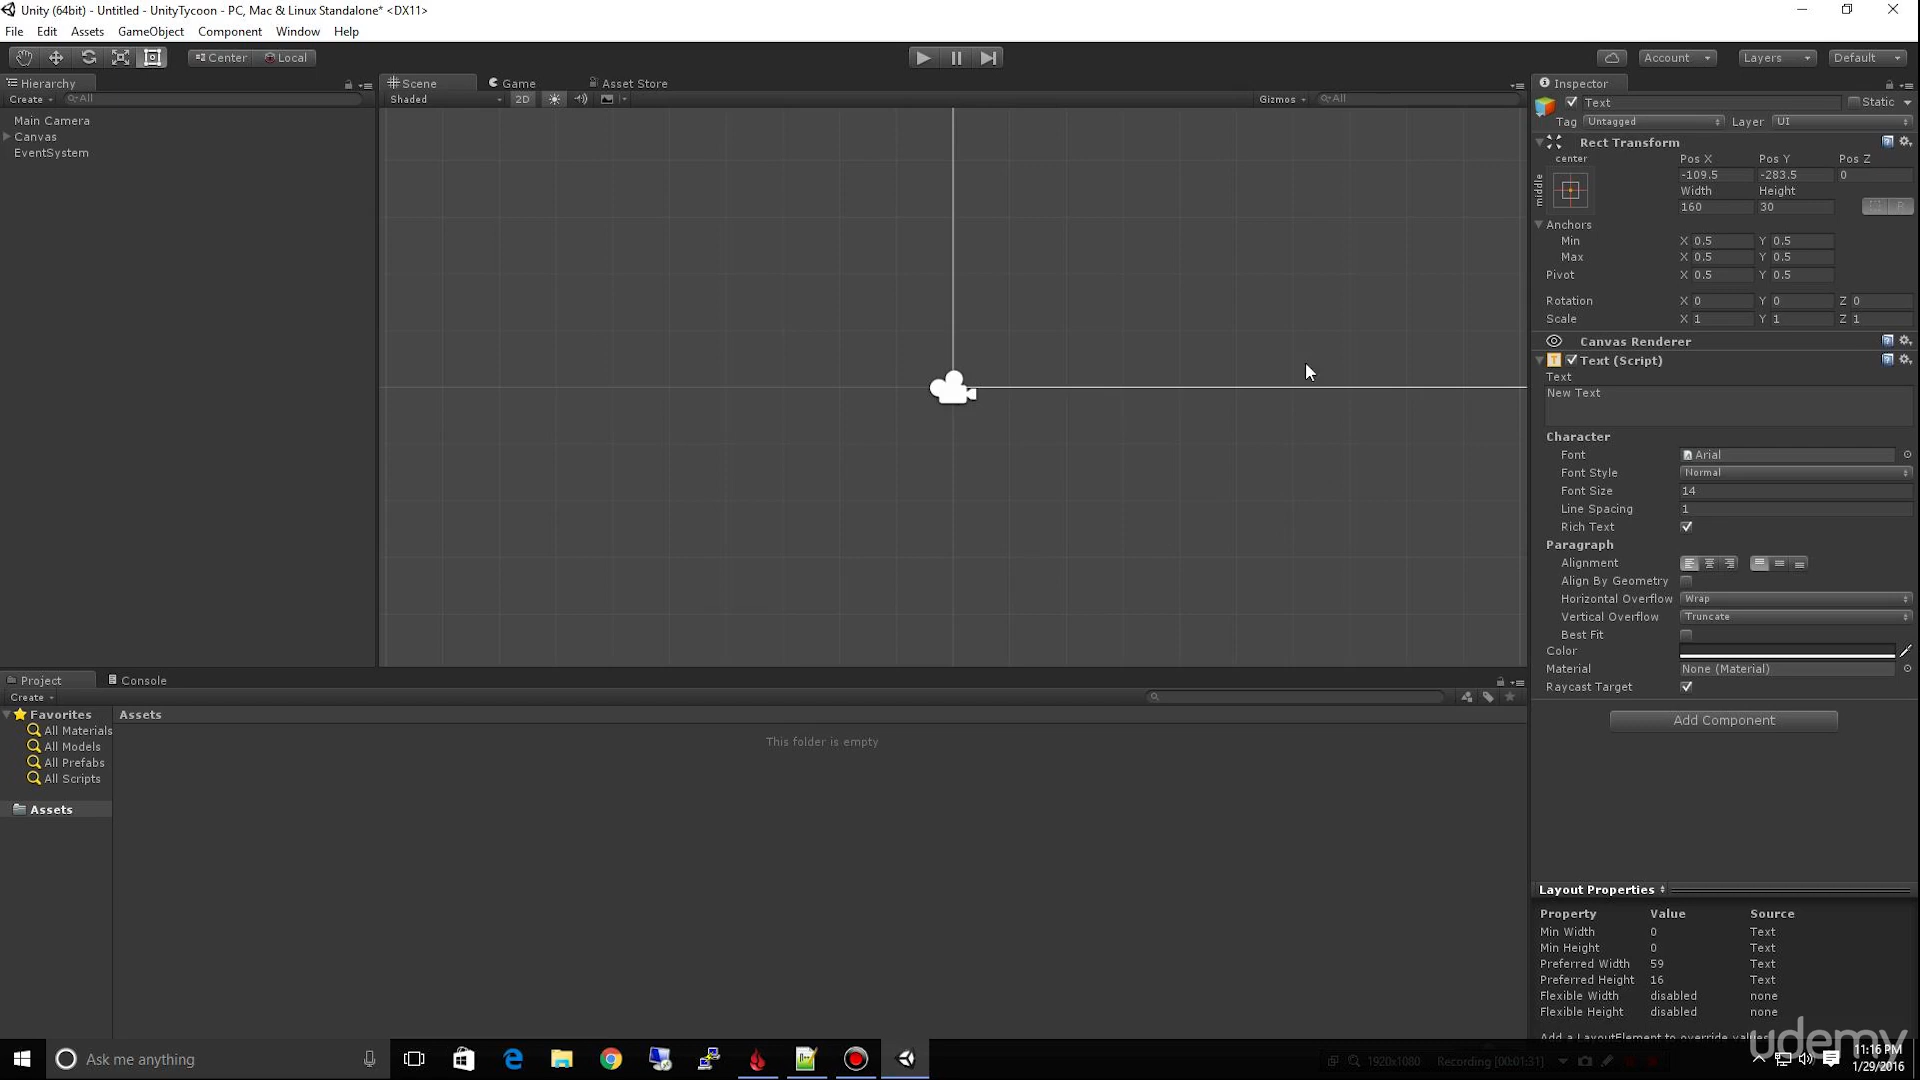 Unity (64bit) - Untitled - UnityTycoon - PC, Mac & Linux Standalone* <DX11>
File Edit Assets GameObject Component Window Help
Center Local Account Layers Default
Hierarchy
Create All
Main Camera
Canvas
EventSystem
Scene Game Asset Store
Shaded 2D Gizmos All
Inspector
Text Static
Tag Untagged Layer UI
Rect Transform
center Pos X Pos Y Pos Z
middle -109.5 -283.5 0
Width Height
160 30 R
Anchors
Min X 0.5 Y 0.5
Max X 0.5 Y 0.5
Pivot X 0.5 Y 0.5
Rotation X 0 Y 0 Z 0
Scale X 1 Y 1 Z 1
Canvas Renderer
Text (Script)
Text
New Text
Character
Font Arial
Font Style Normal
Font Size 14
Line Spacing 1
Rich Text
Paragraph
Alignment
Align By Geometry
Horizontal Overflow Wrap
Vertical Overflow Truncate
Best Fit
Color
Material None (Material)
Raycast Target
Add Component
Project Console
Create
Favorites
All Materials
All Models
All Prefabs
All Scripts
Assets
Assets
This folder is empty
Layout Properties
Property Value Source
Min Width 0 Text
Min Height 0 Text
Preferred Width 59 Text
Preferred Height 16 Text
Flexible Width disabled none
Flexible Height disabled none
Add a LayoutElement to override values
udemy
Ask me anything
1920x1080 Recording [00:01:31]
11:16 PM
1/29/2016